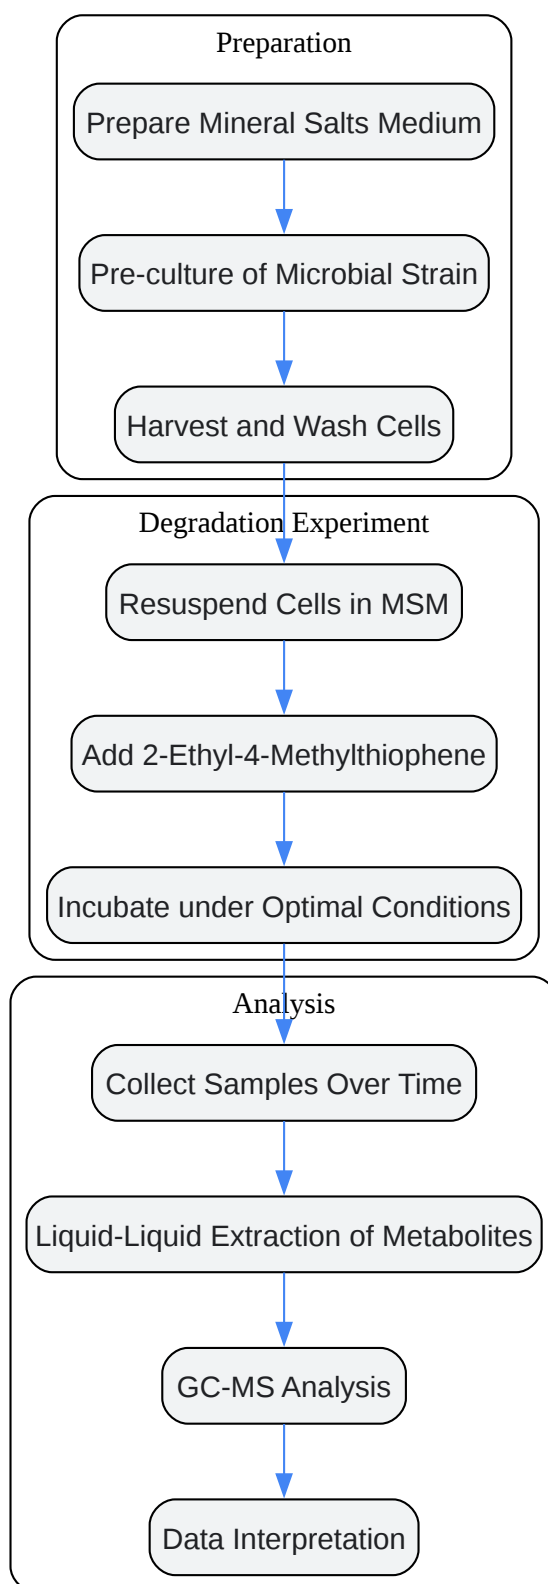 Preparation
Prepare Mineral Salts Medium
Pre-culture of Microbial Strain
Harvest and Wash Cells
Degradation Experiment
Resuspend Cells in MSM
Add 2-Ethyl-4-Methylthiophene
Incubate under Optimal Conditions
Analysis
Collect Samples Over Time
Liquid-Liquid Extraction of Metabolites
GC-MS Analysis
Data Interpretation